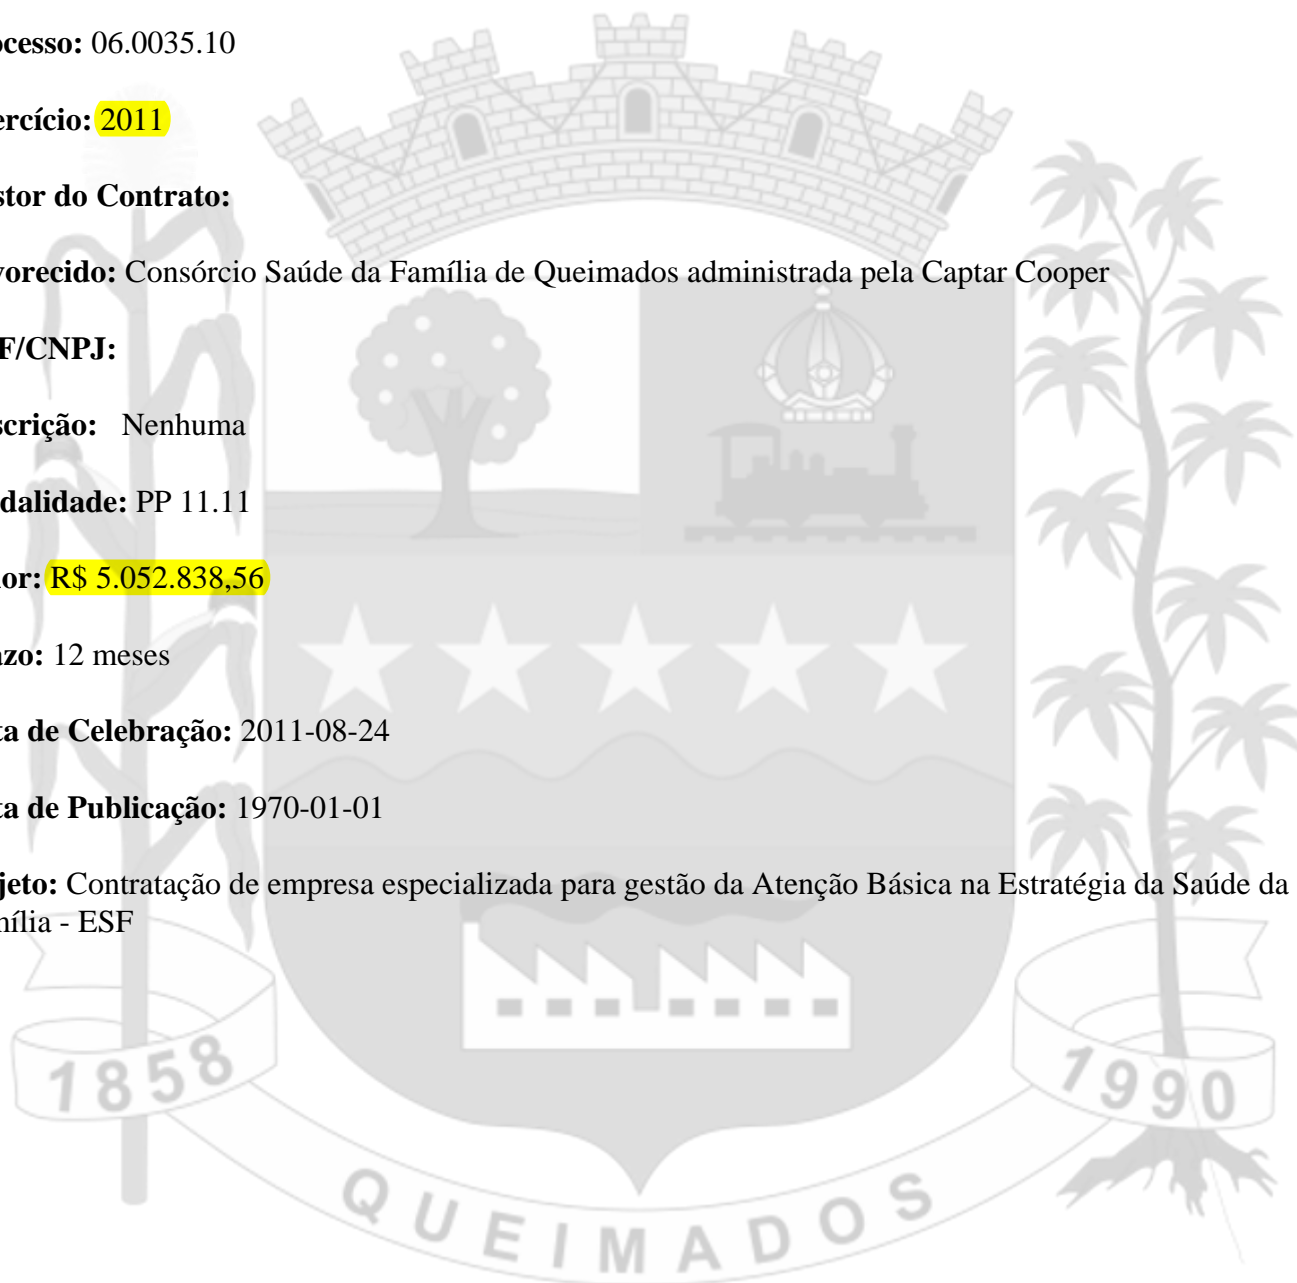 ocesso: 06.0035.10
ercício: 2011
stor do Contrato:
vorecido: Consórcio Saúde da Família de Queimados administrada pela Captar Cooper
F/CNPJ:
scrição: Nenhuma
dalidade: PP 11.11
lor: R$ 5.052.838,56
azo: 12 meses
ta de Celebração: 2011-08-24
ta de Publicação: 1970-01-01
jeto: Contratação de empresa especializada para gestão da Atenção Básica na Estratégia da Saúde da
mília - ESF
1858
1990
QUEIMADOS